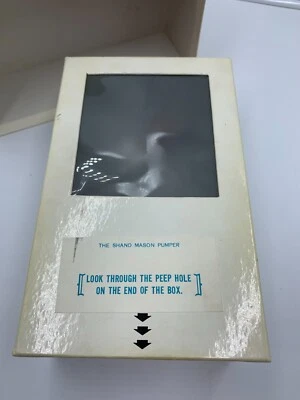 THE SHAND MASON PUMPER
LOOK THROUGH THE PEEP HOLE
ON THE END OF THE BOX.